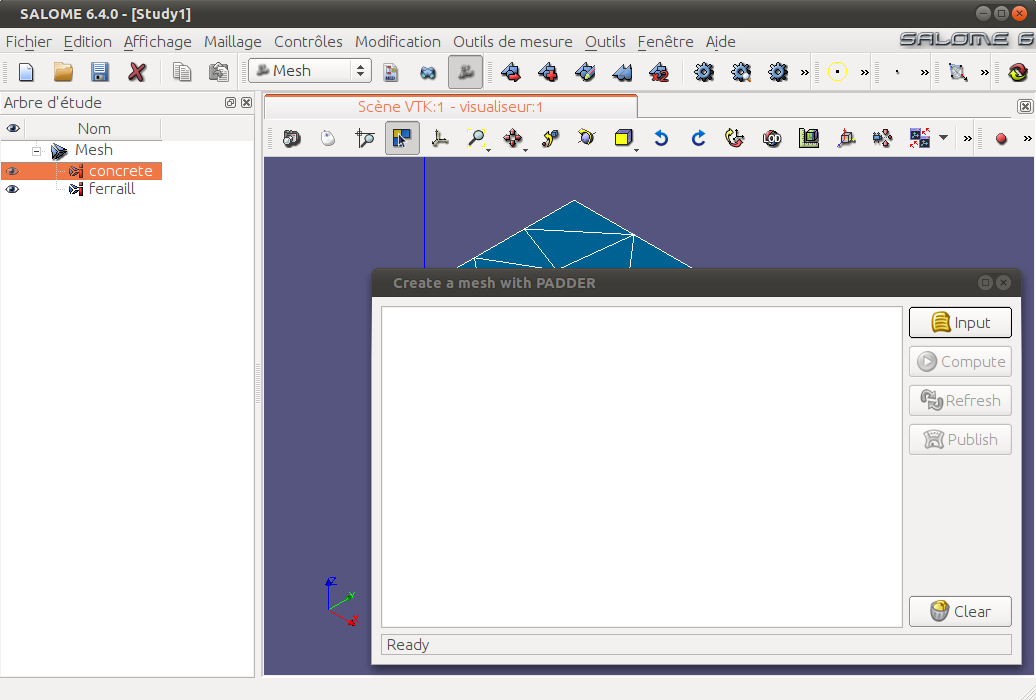 SALOME 6.4.0 - [Study1]
Fichier Edition Affichage Maillage Contrôles Modification Outils de mesure Outils Fenêtre Aide
SALOME 6
Mesh
Arbre d'étude
Scène VTK:1 - visualiseur:1
Nom
Mesh
concrete
ferraill
Create a mesh with PADDER
Input
Compute
Refresh
Publish
Clear
Ready
Z
Y
X